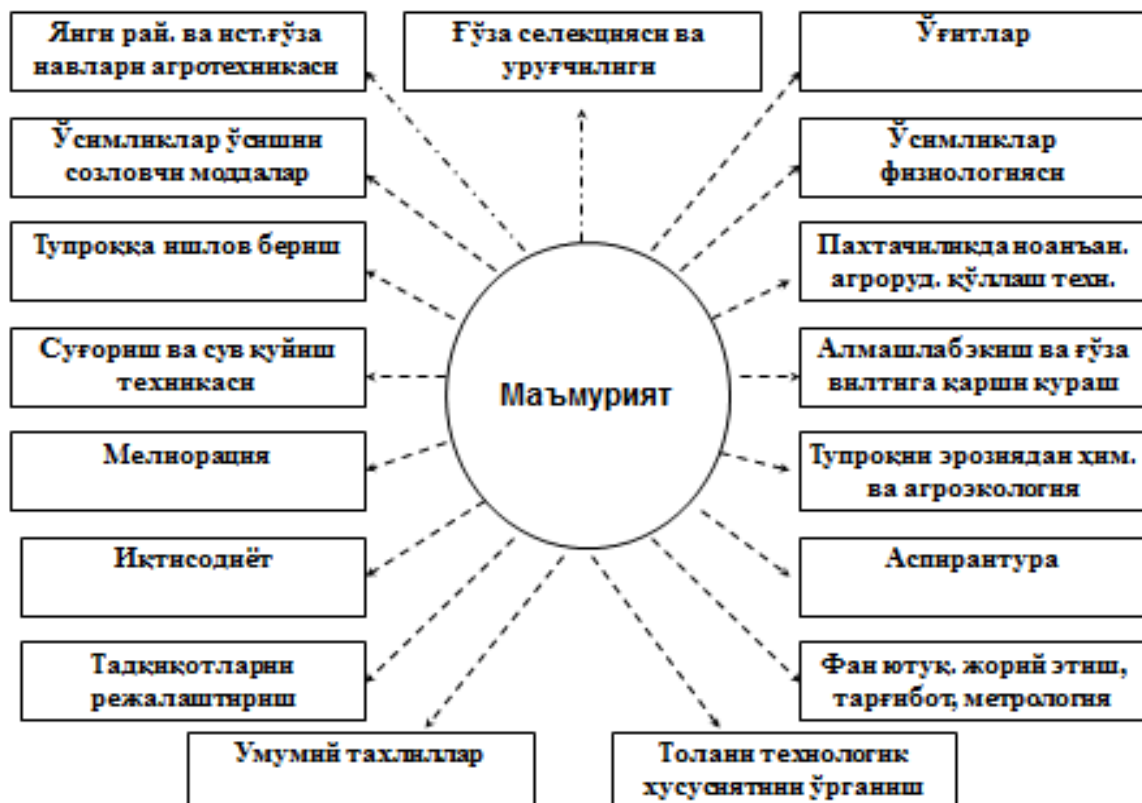 Янги рай. ва ист.ғўза
навлари агротехникаси
Ғўза селекцияси ва
уруғчилиги
Ўғитлар
Ўсимликлар ўсишни
созловчи моддалар
Ўсимликлар
физиологияси
Тупроққа ишлов бериш
Пахтачиликда ноанъан.
агроруд. қўллаш техн.
Суғориш ва сув қуйиш
техникаси
Маъмурият
Алмашлаб экиш ва ғўза
вилтига қарши кураш
Мелиорация
Тупроқни эрозиядан ҳим.
ва агроэкология
Иқтисодиёт
Аспирантура
Тадқиқотларни
режалаштириш
Фан ютуқ. жорий этиш,
тарғибот, метрология
Умумий тахлиллар
Толани технологик
хусусиятини ўрганиш